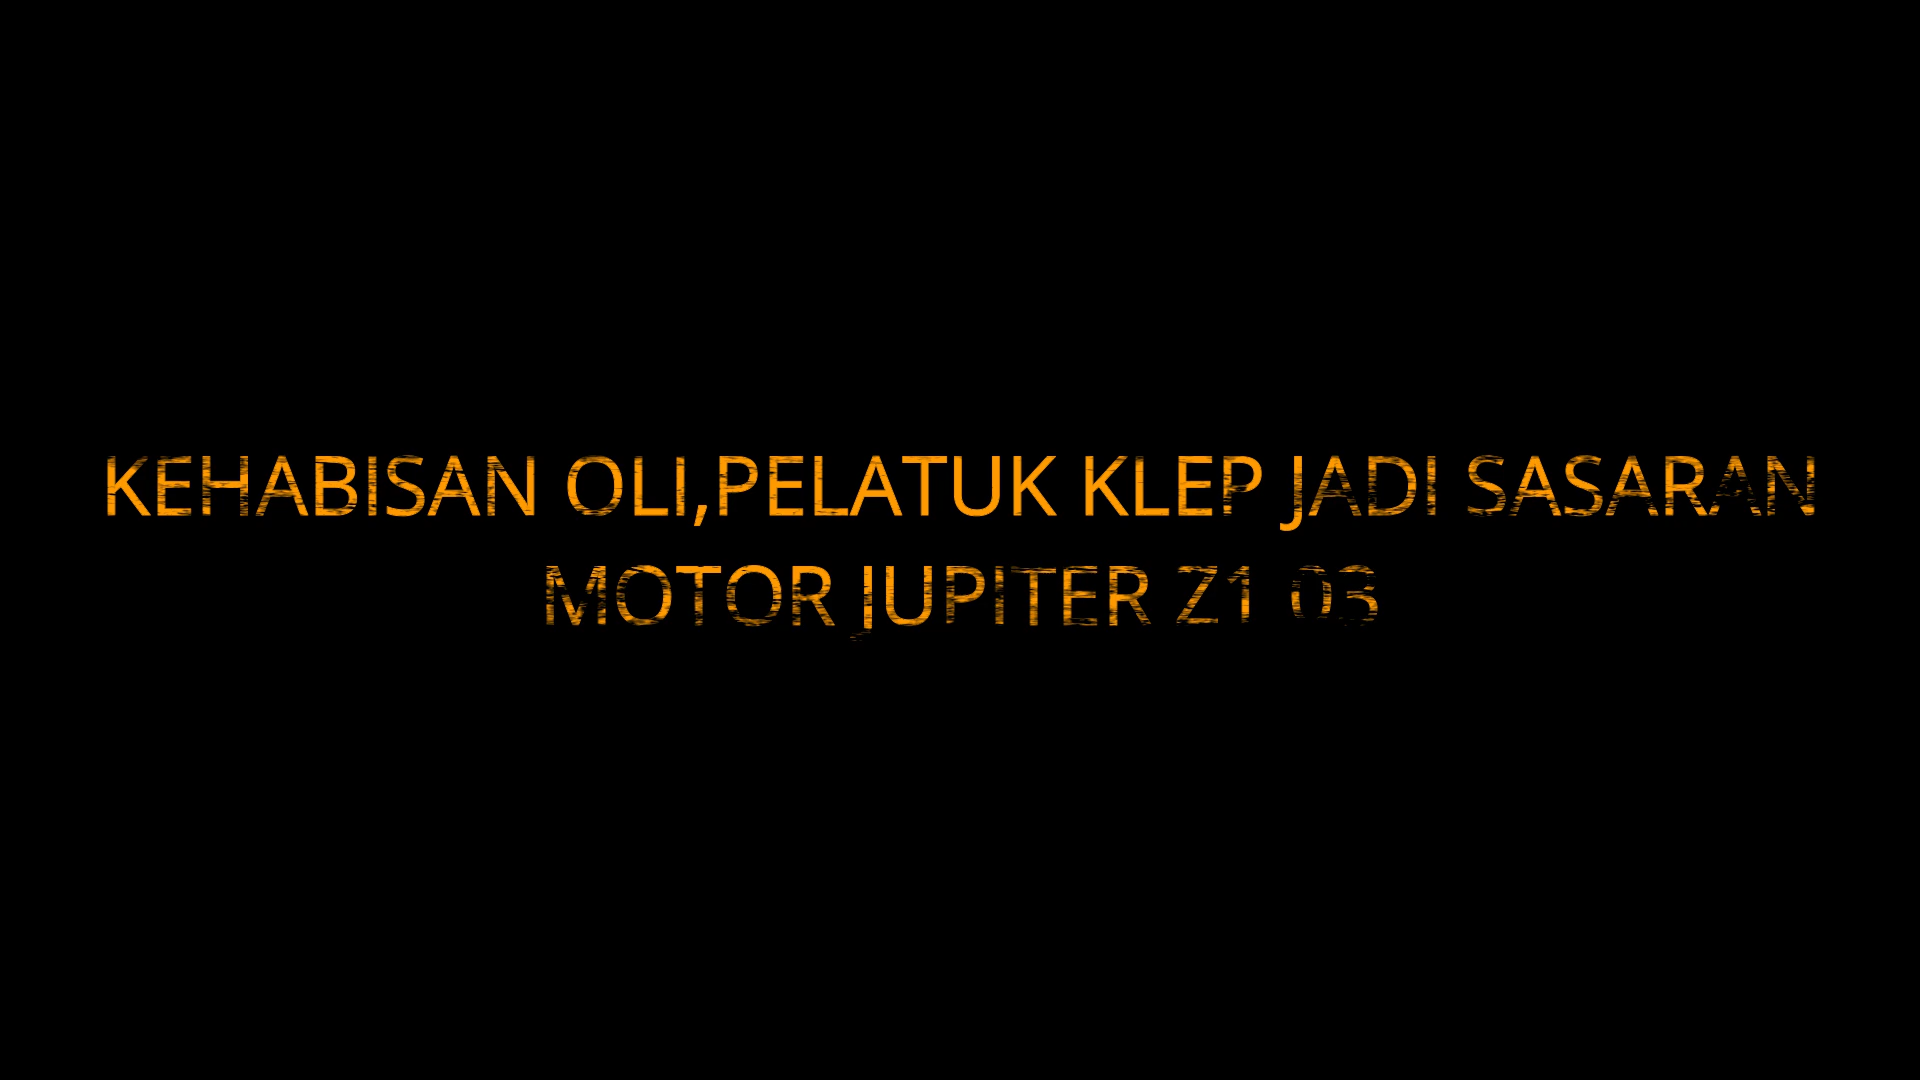 KEHABISAN OLI,PELATUK KLEP JADI SASARAN
MOTOR JUPITER Z1 03